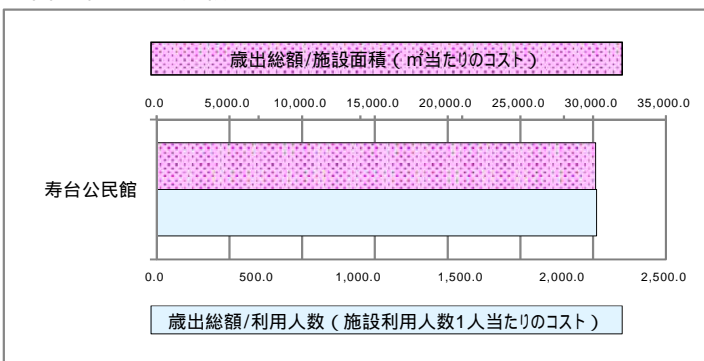 歳出総額/施設面積(㎡当たりのコスト)
0.0 5,000.0 10,000.0 15,000.0 20,000.0 25,000.0 30,000.0 35,000.0
寿台公民館
0.0 500.0 1,000.0 1,500.0 2,000.0 2,500.0
歳出総額/利用人数(施設利用人数1人当たりのコスト)